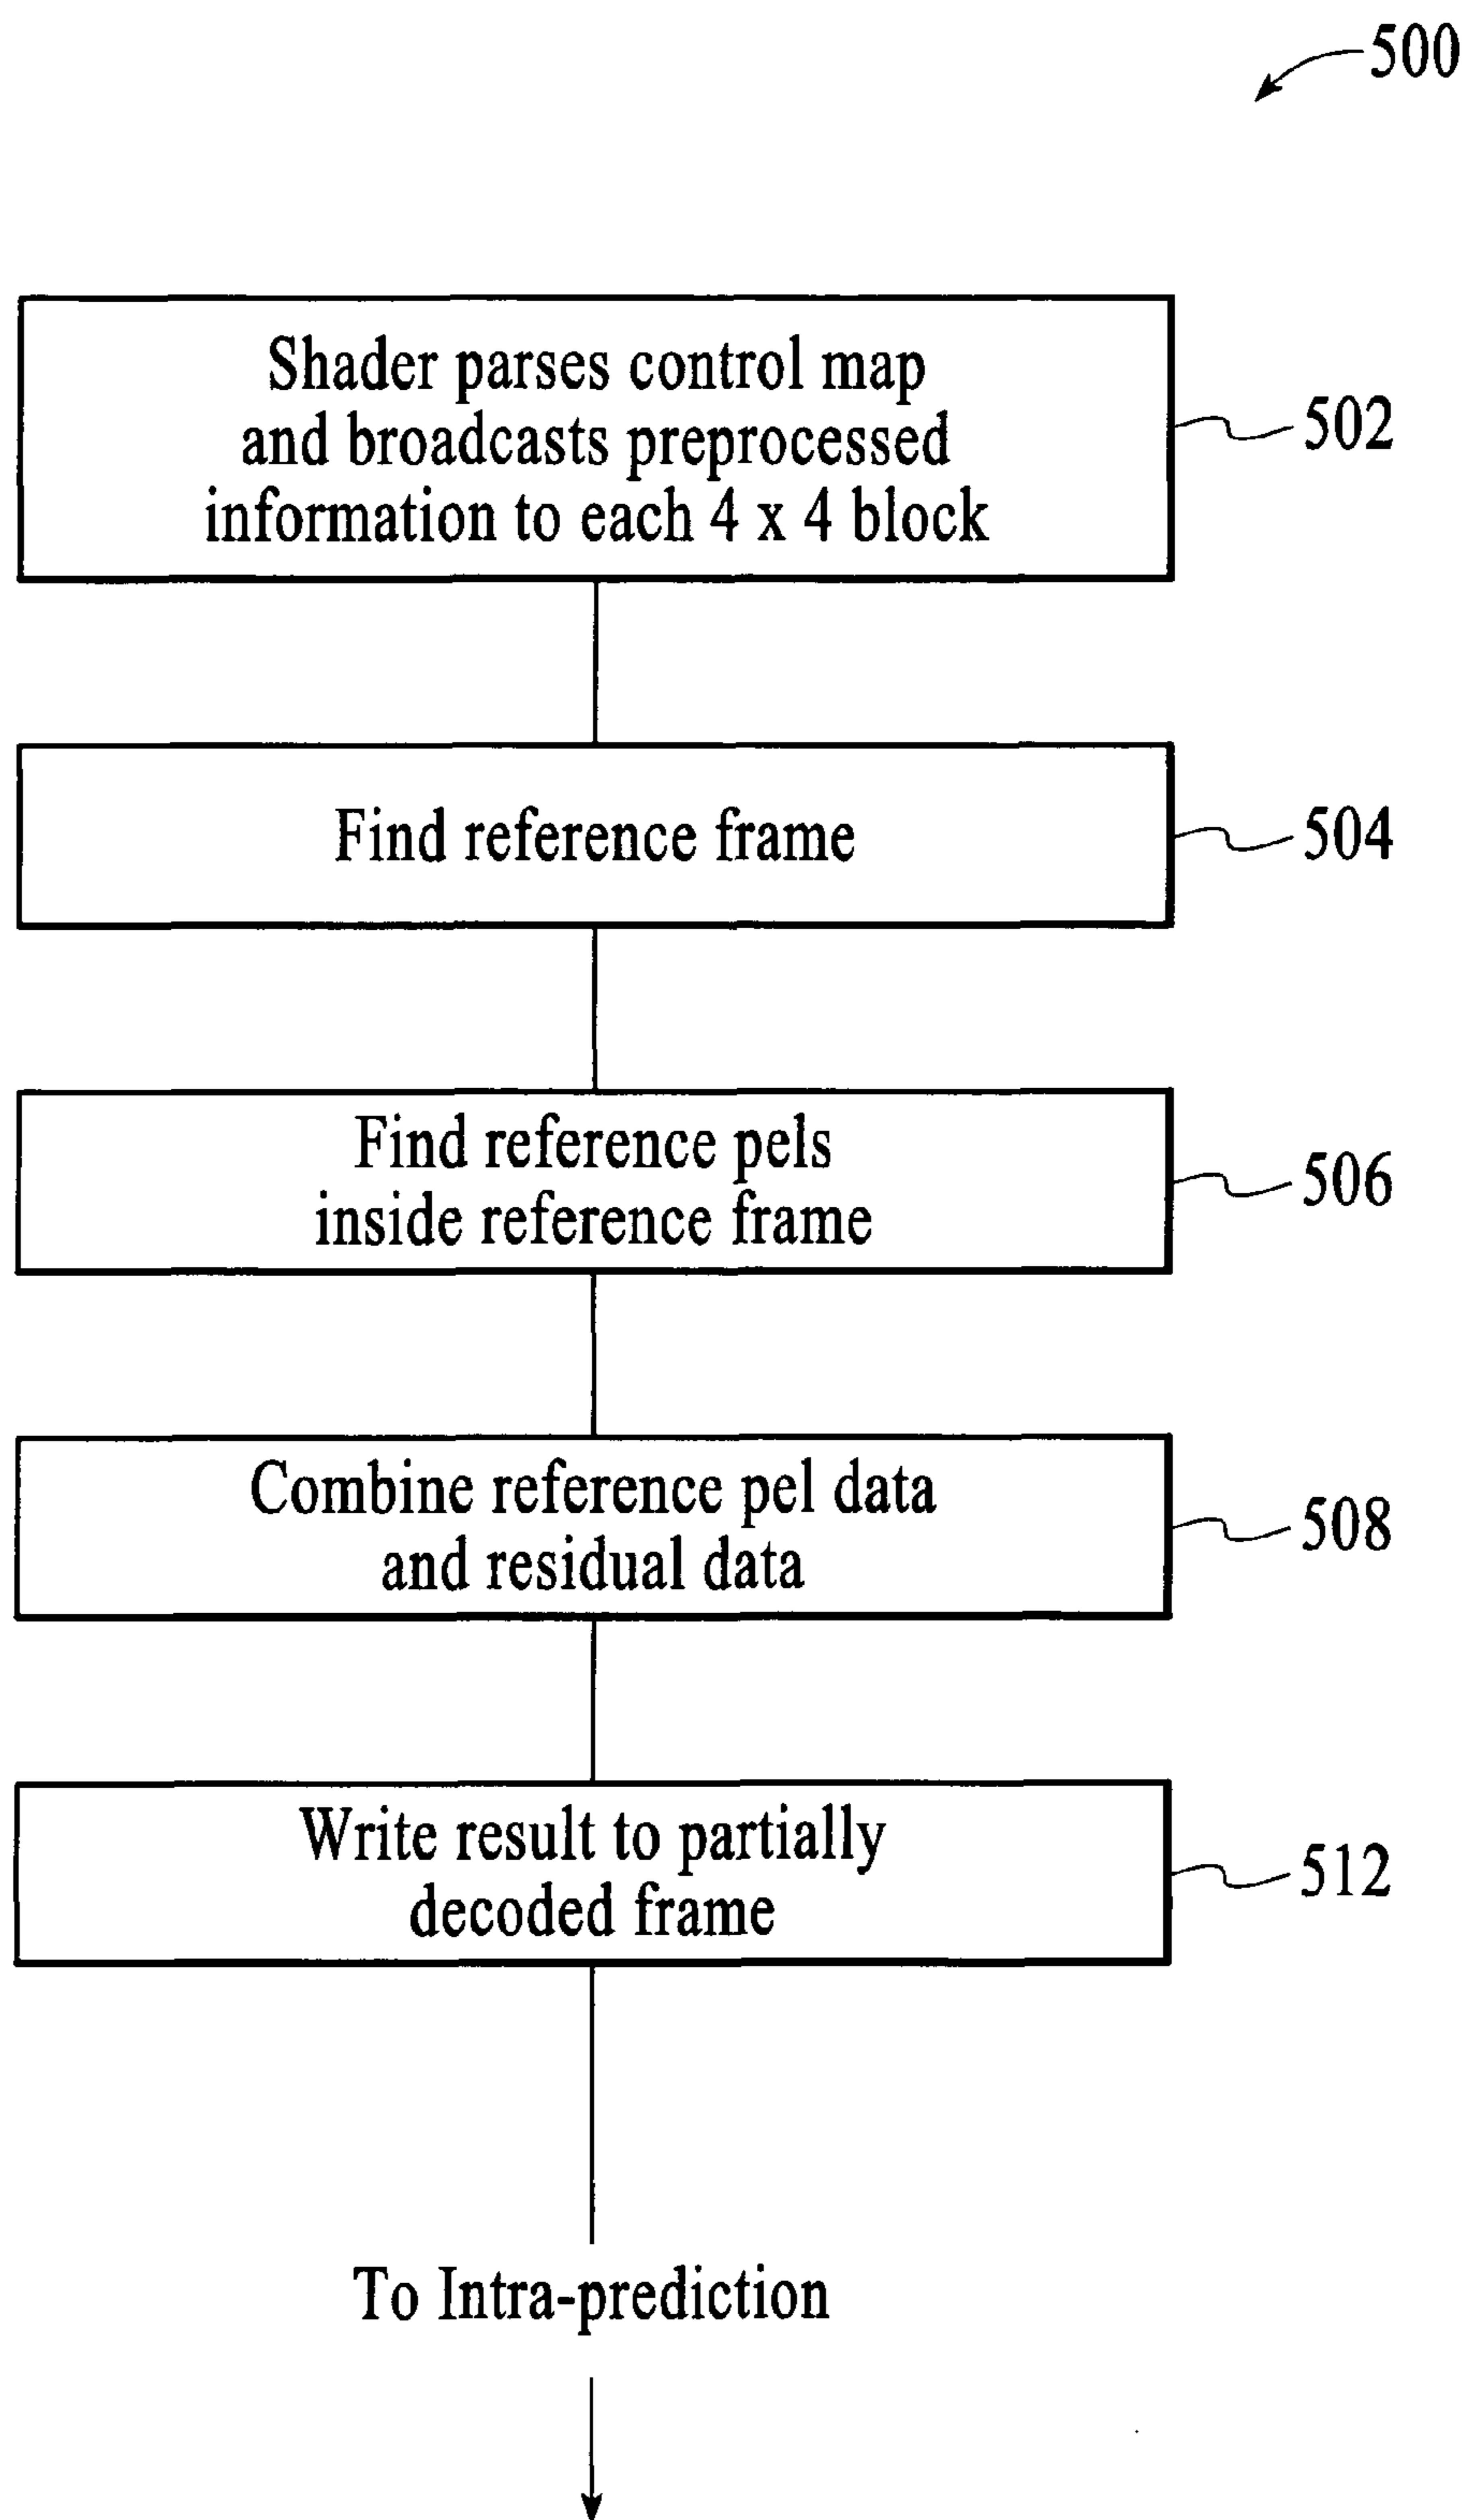 500
Shader parses control map
and broadcasts preprocessed
information to each 4 x 4 block
502
Find reference frame
504
Find reference pels
inside reference frame
506
Combine reference pel data
and residual data
508
Write result to partially
decoded frame
512
To Intra-prediction